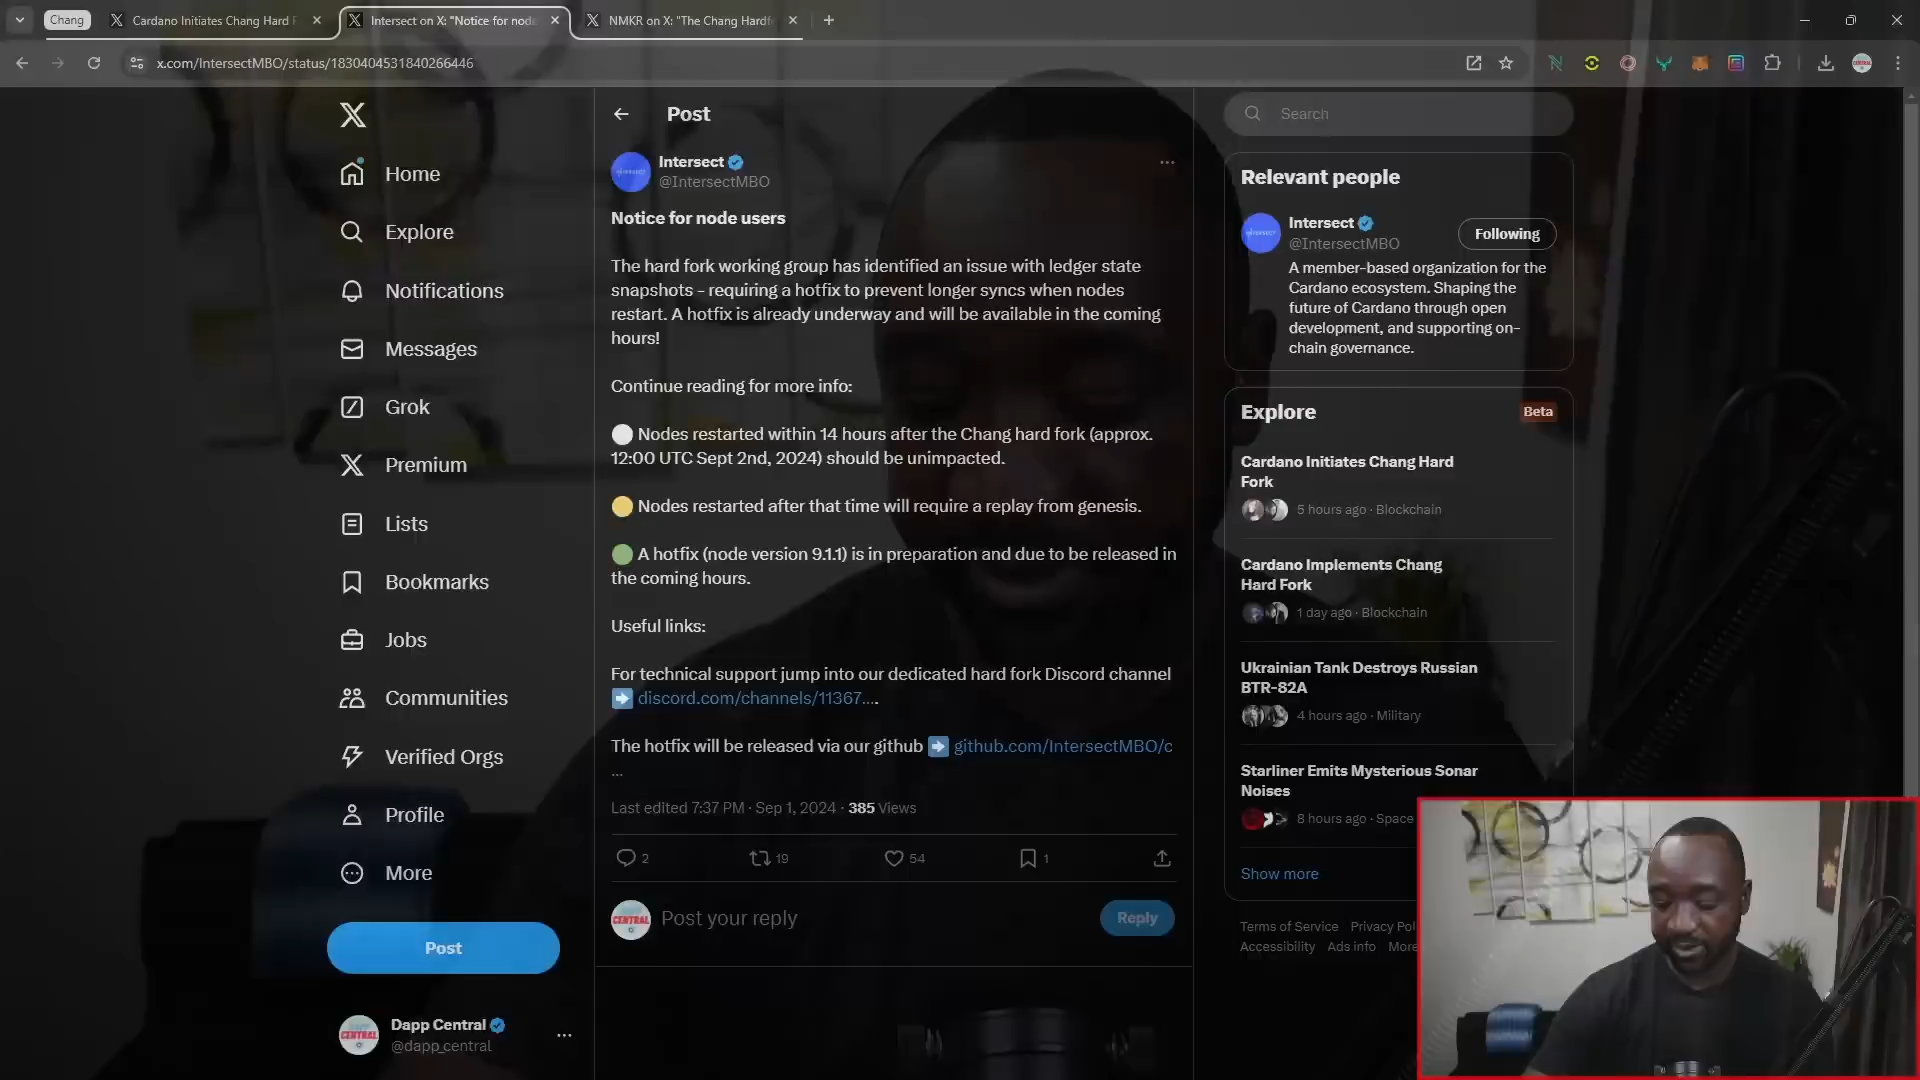 Chang
Cardano Initiates Chang Hard F
Intersect on X: "Notice for node
NMKR on X: "The Chang Hardf
x.com/IntersectMBO/status/1830404531840266446
Home
Explore
Notifications
Messages
Grok
Premium
Lists
Bookmarks
Jobs
Communities
Verified Orgs
Profile
More
Post
Dapp Central
@dapp_central
Post
Intersect
@IntersectMBO
Notice for node users
The hard fork working group has identified an issue with ledger state
snapshots - requiring a hotfix to prevent longer syncs when nodes
restart. A hotfix is already underway and will be available in the coming
hours!
Continue reading for more info:
⚪ Nodes restarted within 14 hours after the Chang hard fork (approx.
12:00 UTC Sept 2nd, 2024) should be unimpacted.
🟡 Nodes restarted after that time will require a replay from genesis.
🟢 A hotfix (node version 9.1.1) is in preparation and due to be released in
the coming hours.
Useful links:
For technical support jump into our dedicated hard fork Discord channel
➡️ discord.com/channels/11367....
The hotfix will be released via our github ➡️ github.com/IntersectMBO/c
...
Last edited 7:37 PM · Sep 1, 2024 · 385 Views
2 19 54 1
CENTRAL
Post your reply
Reply
Search
Relevant people
Intersect
@IntersectMBO
Following
A member-based organization for the
Cardano ecosystem. Shaping the
future of Cardano through open
development, and supporting on-
chain governance.
Explore
Beta
Cardano Initiates Chang Hard
Fork
5 hours ago · Blockchain
Cardano Implements Chang
Hard Fork
1 day ago · Blockchain
Ukrainian Tank Destroys Russian
BTR-82A
4 hours ago · Military
Starliner Emits Mysterious Sonar
Noises
8 hours ago · Space
Show more
Terms of Service Privacy Pol
Accessibility Ads info More